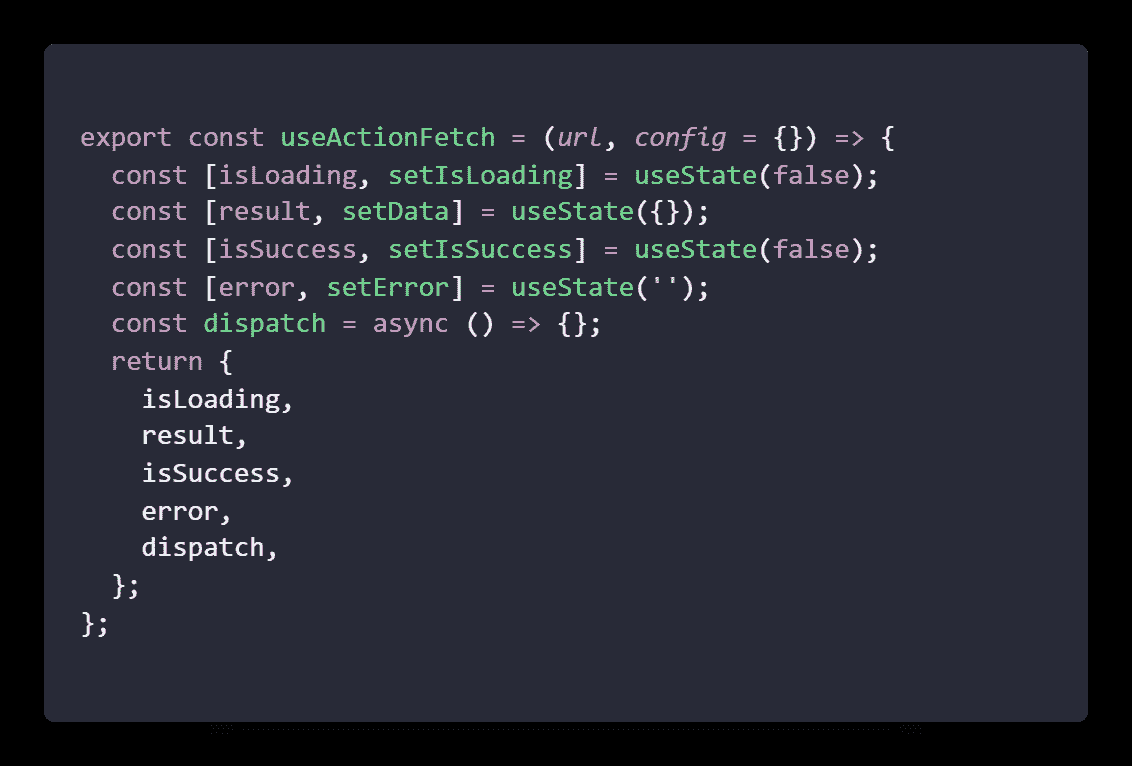 export const useActionFetch = (url, config = {}) => {
  const [isLoading, setIsLoading] = useState(false);
  const [result, setData] = useState({});
  const [isSuccess, setIsSuccess] = useState(false);
  const [error, setError] = useState('');
  const dispatch = async () => {};
  return {
    isLoading,
    result,
    isSuccess,
    error,
    dispatch,
  };
};